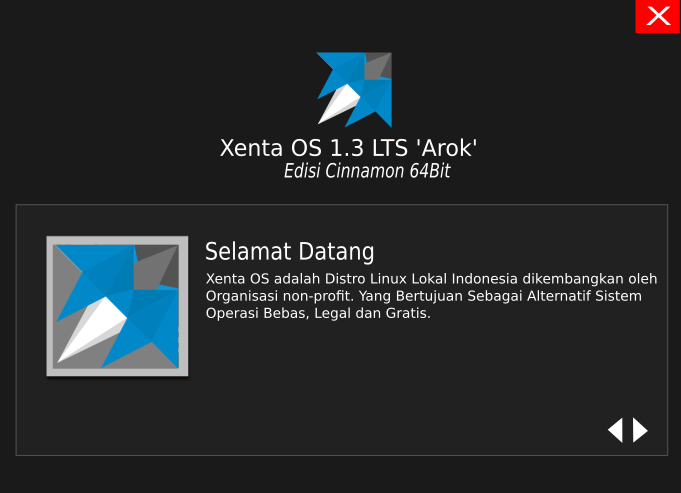 Xenta OS 1.3 LTS 'Arok'
Edisi Cinnamon 64Bit
Selamat Datang
Xenta OS adalah Distro Linux Lokal Indonesia dikembangkan oleh
Organisasi non-profit. Yang Bertujuan Sebagai Alternatif Sistem
Operasi Bebas, Legal dan Gratis.